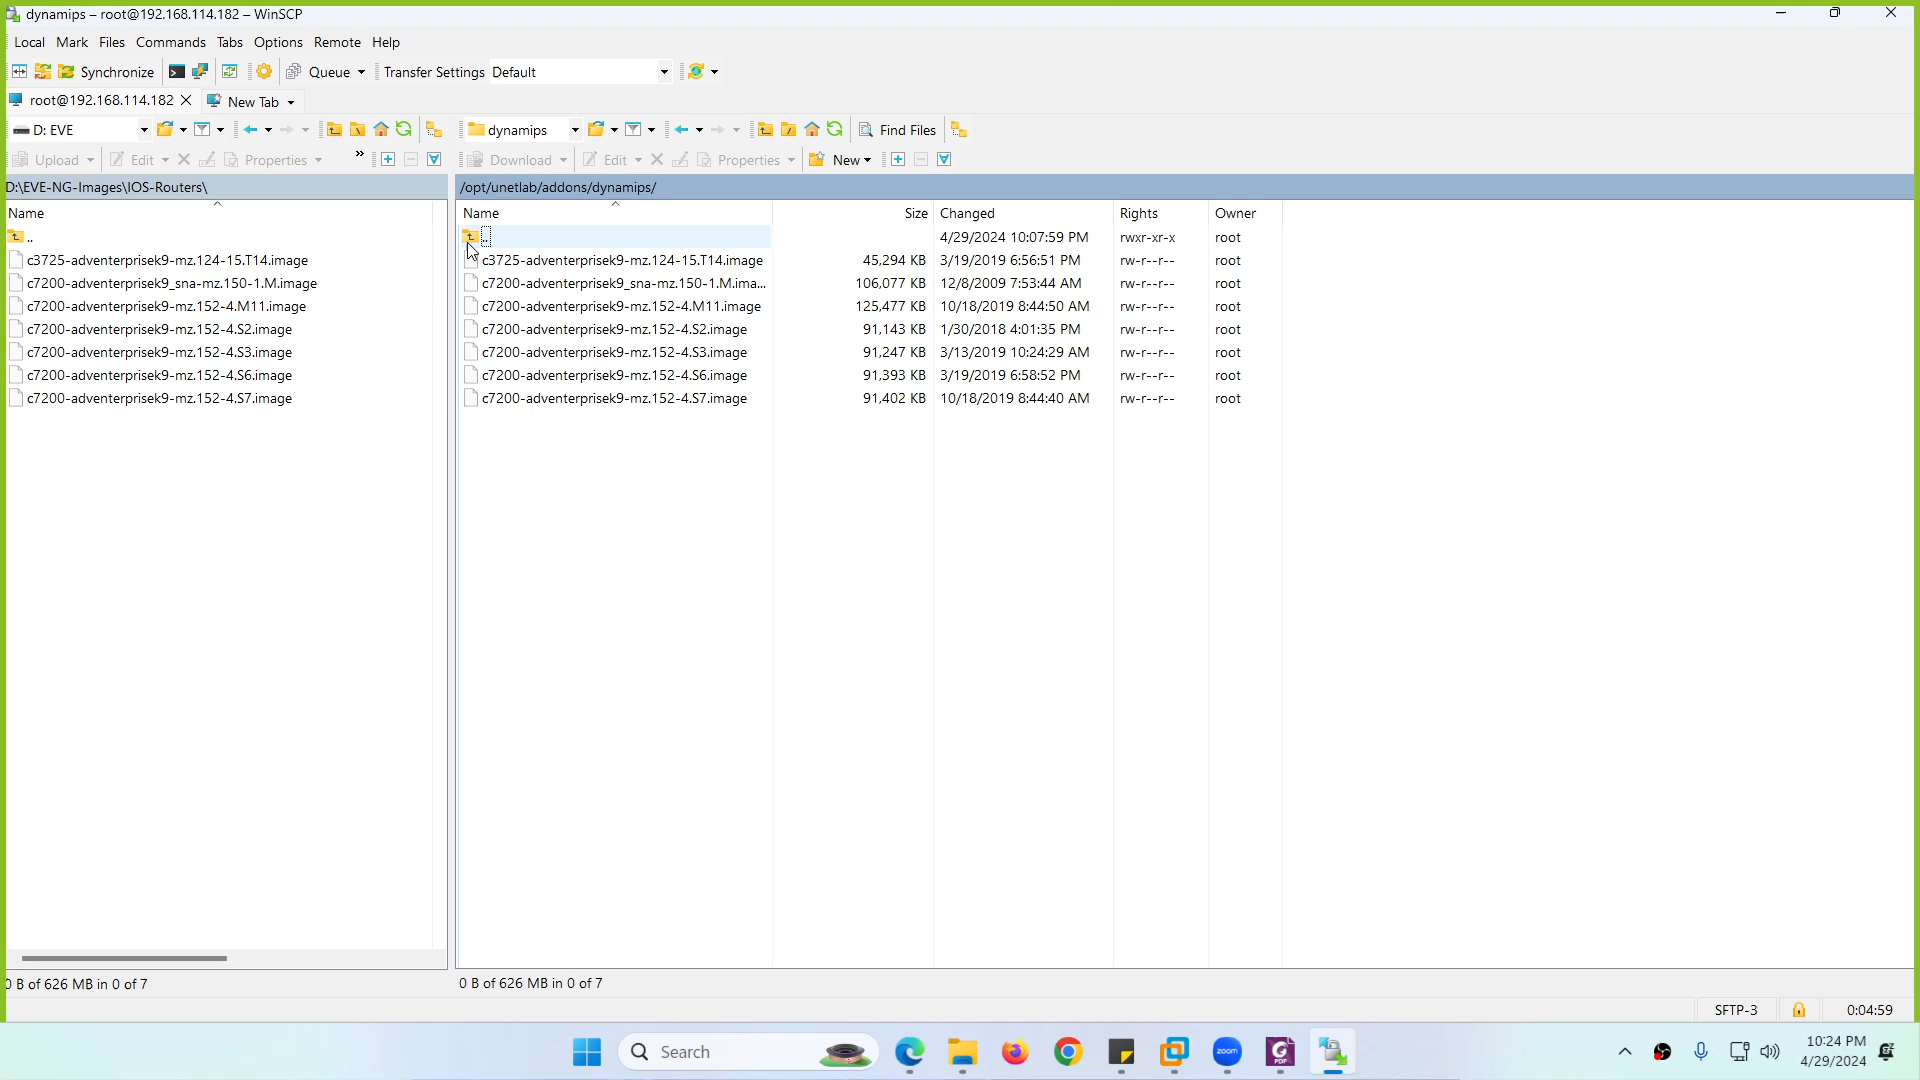 dynamips – root@192.168.114.182 – WinSCP
Local Mark Files Commands Tabs Options Remote Help
Synchronize Queue Transfer Settings Default
root@192.168.114.182 New Tab
D: EVE dynamips Find Files
Upload Edit Properties » Download Edit Properties New
D:\EVE-NG-Images\IOS-Routers\ /opt/unetlab/addons/dynamips/
Name Name Size Changed Rights Owner
.. .. 4/29/2024 10:07:59 PM rwxr-xr-x root
c3725-adventerprisek9-mz.124-15.T14.image c3725-adventerprisek9-mz.124-15.T14.image 45,294 KB 3/19/2019 6:56:51 PM rw-r--r-- root
c7200-adventerprisek9_sna-mz.150-1.M.image c7200-adventerprisek9_sna-mz.150-1.M.ima... 106,077 KB 12/8/2009 7:53:44 AM rw-r--r-- root
c7200-adventerprisek9-mz.152-4.M11.image c7200-adventerprisek9-mz.152-4.M11.image 125,477 KB 10/18/2019 8:44:50 AM rw-r--r-- root
c7200-adventerprisek9-mz.152-4.S2.image c7200-adventerprisek9-mz.152-4.S2.image 91,143 KB 1/30/2018 4:01:35 PM rw-r--r-- root
c7200-adventerprisek9-mz.152-4.S3.image c7200-adventerprisek9-mz.152-4.S3.image 91,247 KB 3/13/2019 10:24:29 AM rw-r--r-- root
c7200-adventerprisek9-mz.152-4.S6.image c7200-adventerprisek9-mz.152-4.S6.image 91,393 KB 3/19/2019 6:58:52 PM rw-r--r-- root
c7200-adventerprisek9-mz.152-4.S7.image c7200-adventerprisek9-mz.152-4.S7.image 91,402 KB 10/18/2019 8:44:40 AM rw-r--r-- root
0 B of 626 MB in 0 of 7 0 B of 626 MB in 0 of 7
SFTP-3 0:04:59
Search zoom PDF 10:24 PM
4/29/2024